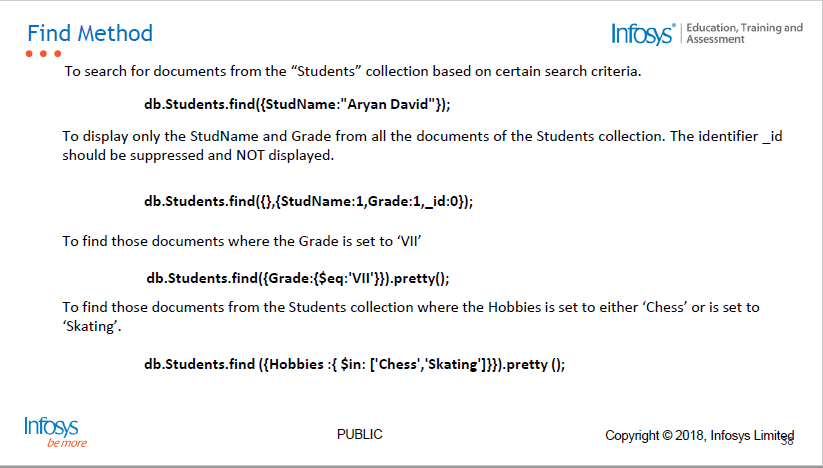 Find Method
Infosys® | Education, Training and
Assessment
To search for documents from the “Students” collection based on certain search criteria.
db.Students.find({StudName:"Aryan David"});
To display only the StudName and Grade from all the documents of the Students collection. The identifier _id
should be suppressed and NOT displayed.
db.Students.find({},{StudName:1,Grade:1,_id:0});
To find those documents where the Grade is set to ‘VII’
db.Students.find({Grade:{$eq:'VII'}}).pretty();
To find those documents from the Students collection where the Hobbies is set to either ‘Chess’ or is set to
‘Skating’.
db.Students.find ({Hobbies :{ $in: ['Chess','Skating']}}).pretty ();
Infosys
be more
PUBLIC
Copyright © 2018, Infosys Limited
38